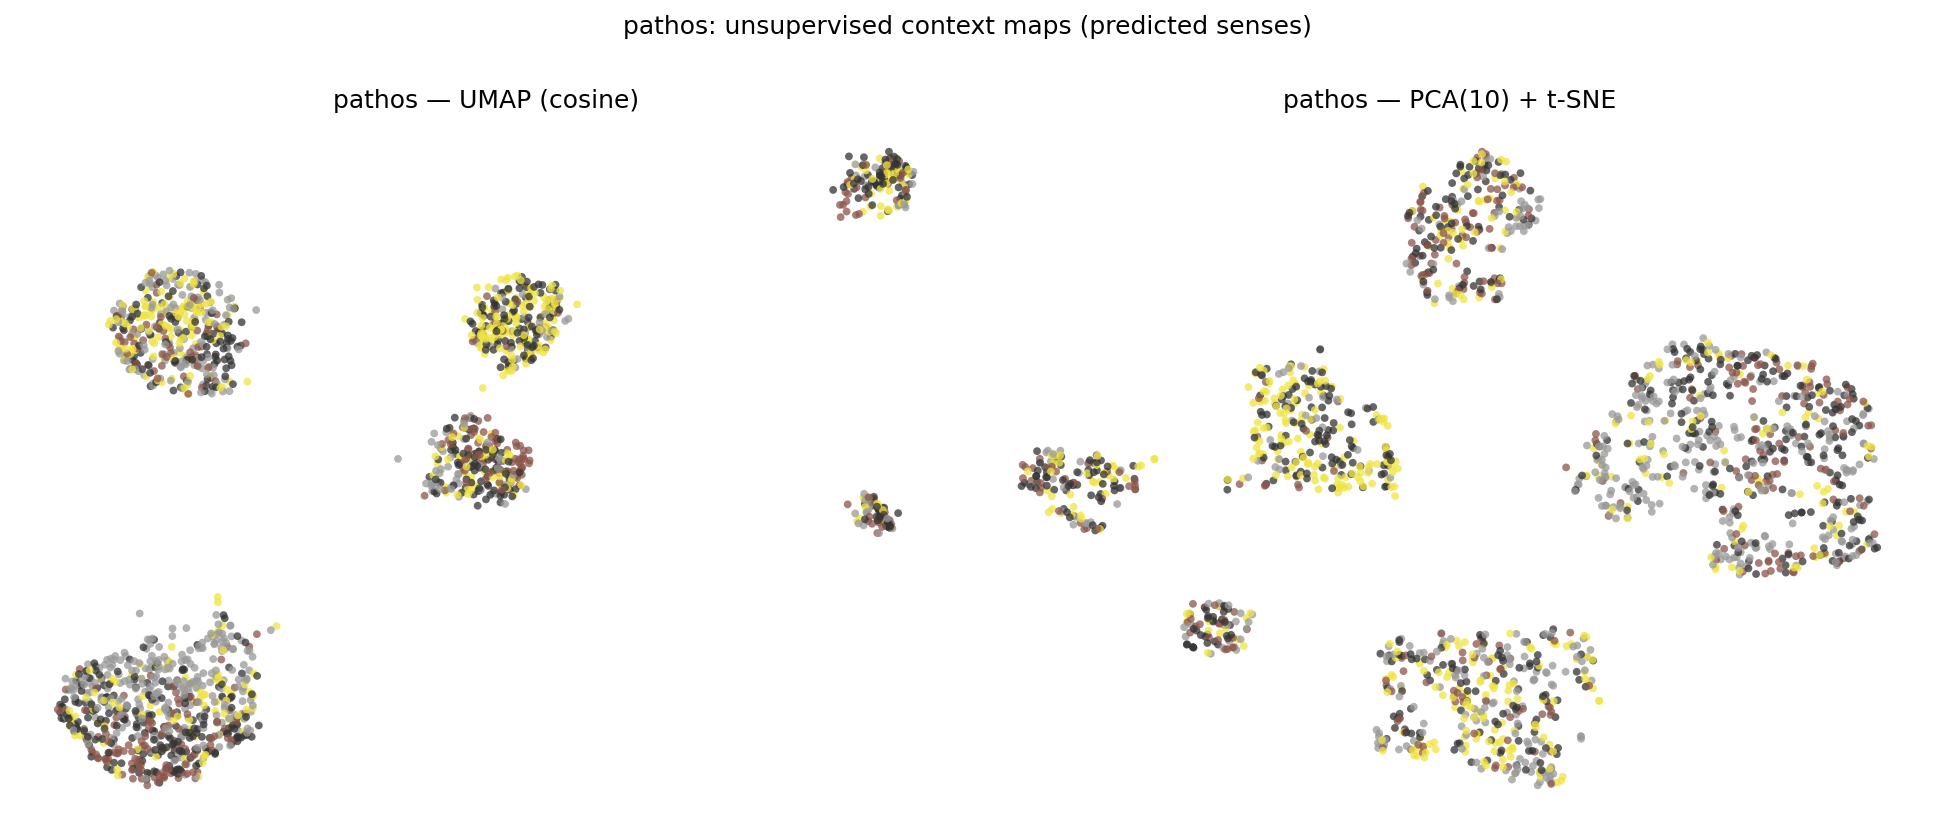 pathos: unsupervised context maps (predicted senses)
pathos — UMAP (cosine)
pathos — PCA(10) + t-SNE